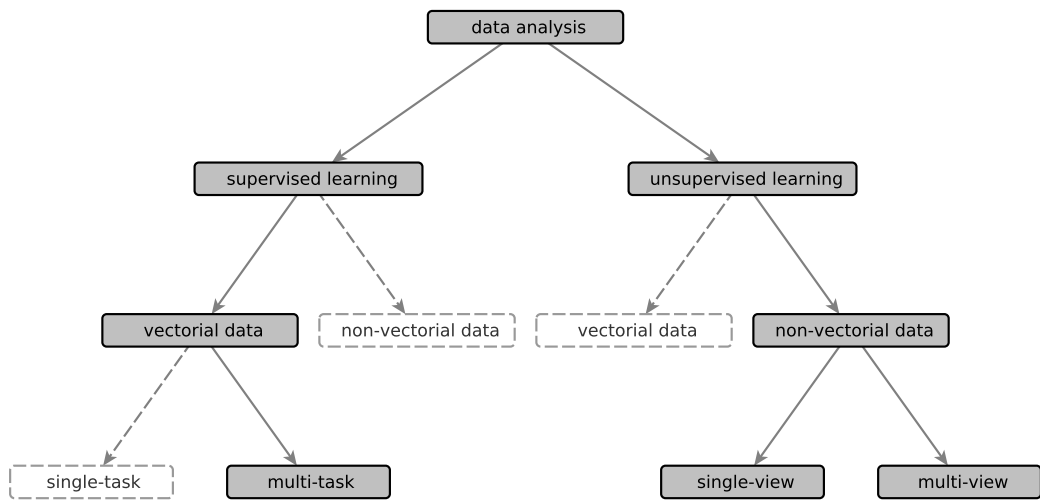 data analysis
supervised learning
unsupervised learning
vectorial data
non-vectorial data
vectorial data
non-vectorial data
single-task
multi-task
single-view
multi-view